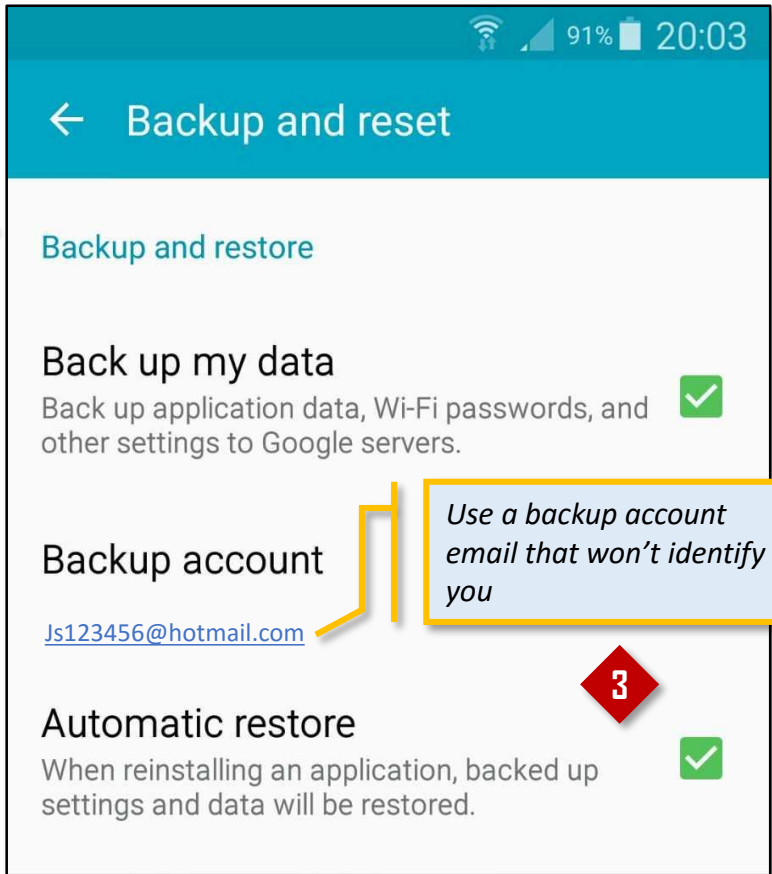 91% 20:03
Backup and reset
Backup and restore
Back up my data
Back up application data, Wi-Fi passwords, and
other settings to Google servers.
Use a backup account
email that won’t identify
you
Backup account
Js123456@hotmail.com
3
Automatic restore
When reinstalling an application, backed up
settings and data will be restored.